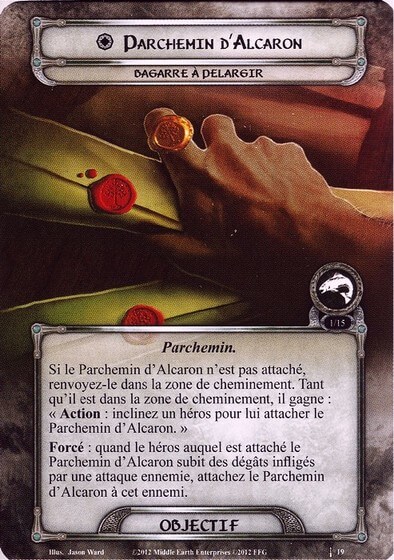 Parchemin d'Alcaron
Bagarre à Pelargir
1/15
Parchemin.
Si le Parchemin d'Alcaron n'est pas attaché,
renvoyez-le dans la zone de cheminement. Tant
qu'il est dans la zone de cheminement, il gagne :
« Action : inclinez un héros pour lui attacher le
Parchemin d'Alcaron. »
Forcé : quand le héros auquel est attaché le
Parchemin d'Alcaron subit des dégâts infligés
par une attaque ennemie, attachez le Parchemin
d'Alcaron à cet ennemi.
OBJECTIF
Illus. Jason Ward ©2012 Middle Earth Enterprises ©2012 FFG 19